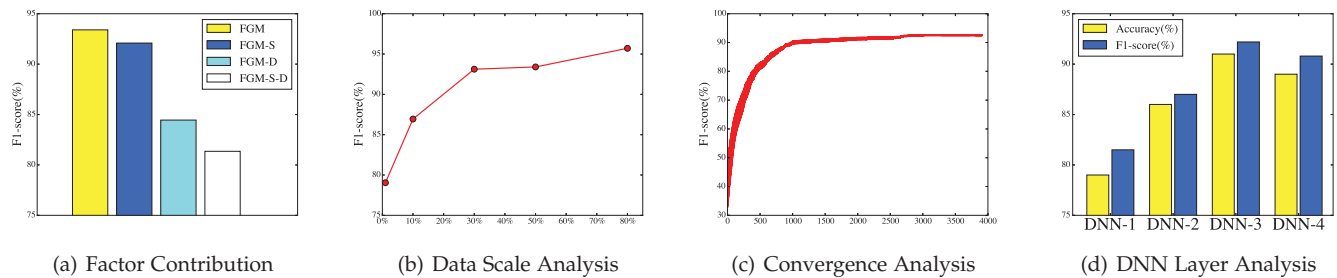 95
90
85
80
75
F1-score(%)
FGM
FGM-S
FGM-D
FGM-S-D
(a) Factor Contribution
100
95
90
85
80
75
F1-score(%)
0% 10% 20% 30% 40% 50% 60% 70% 80%
(b) Data Scale Analysis
100
90
80
70
60
50
40
30
F1-score(%)
0 500 1000 1500 2000 2500 3000 3500 4000
(c) Convergence Analysis
95
90
85
80
75
F1-score(%)
Accuracy(%)
F1-score(%)
DNN-1 DNN-2 DNN-3 DNN-4
(d) DNN Layer Analysis